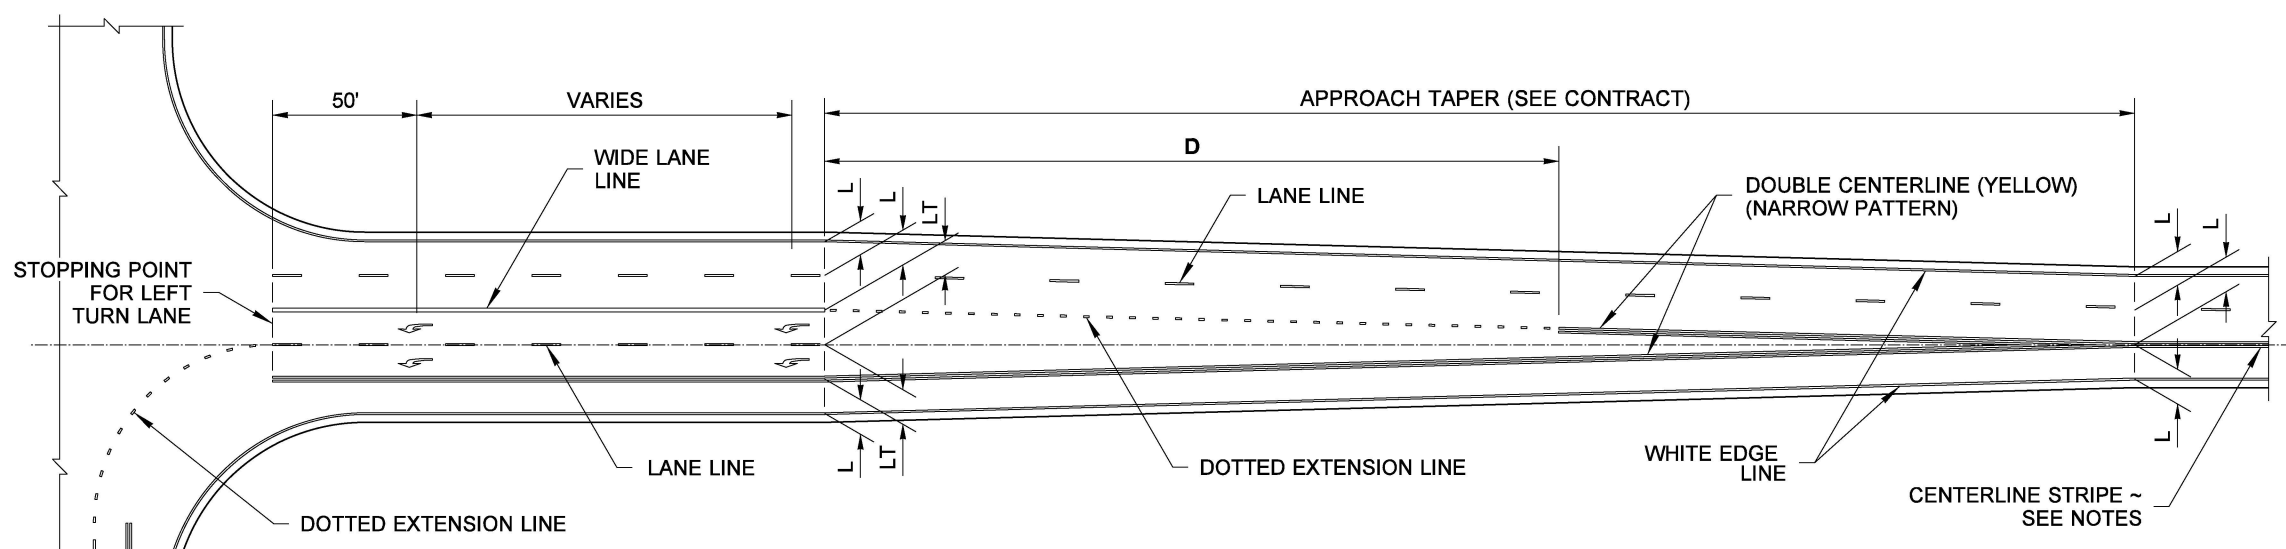 50'
VARIES
APPROACH TAPER (SEE CONTRACT)
D
WIDE LANE
LINE
L
L
LT
LANE LINE
DOUBLE CENTERLINE (YELLOW)
(NARROW PATTERN)
L
L
STOPPING POINT
FOR LEFT
TURN LANE
LANE LINE
L
LT
DOTTED EXTENSION LINE
WHITE EDGE
LINE
L
CENTERLINE STRIPE ~
SEE NOTES
DOTTED EXTENSION LINE